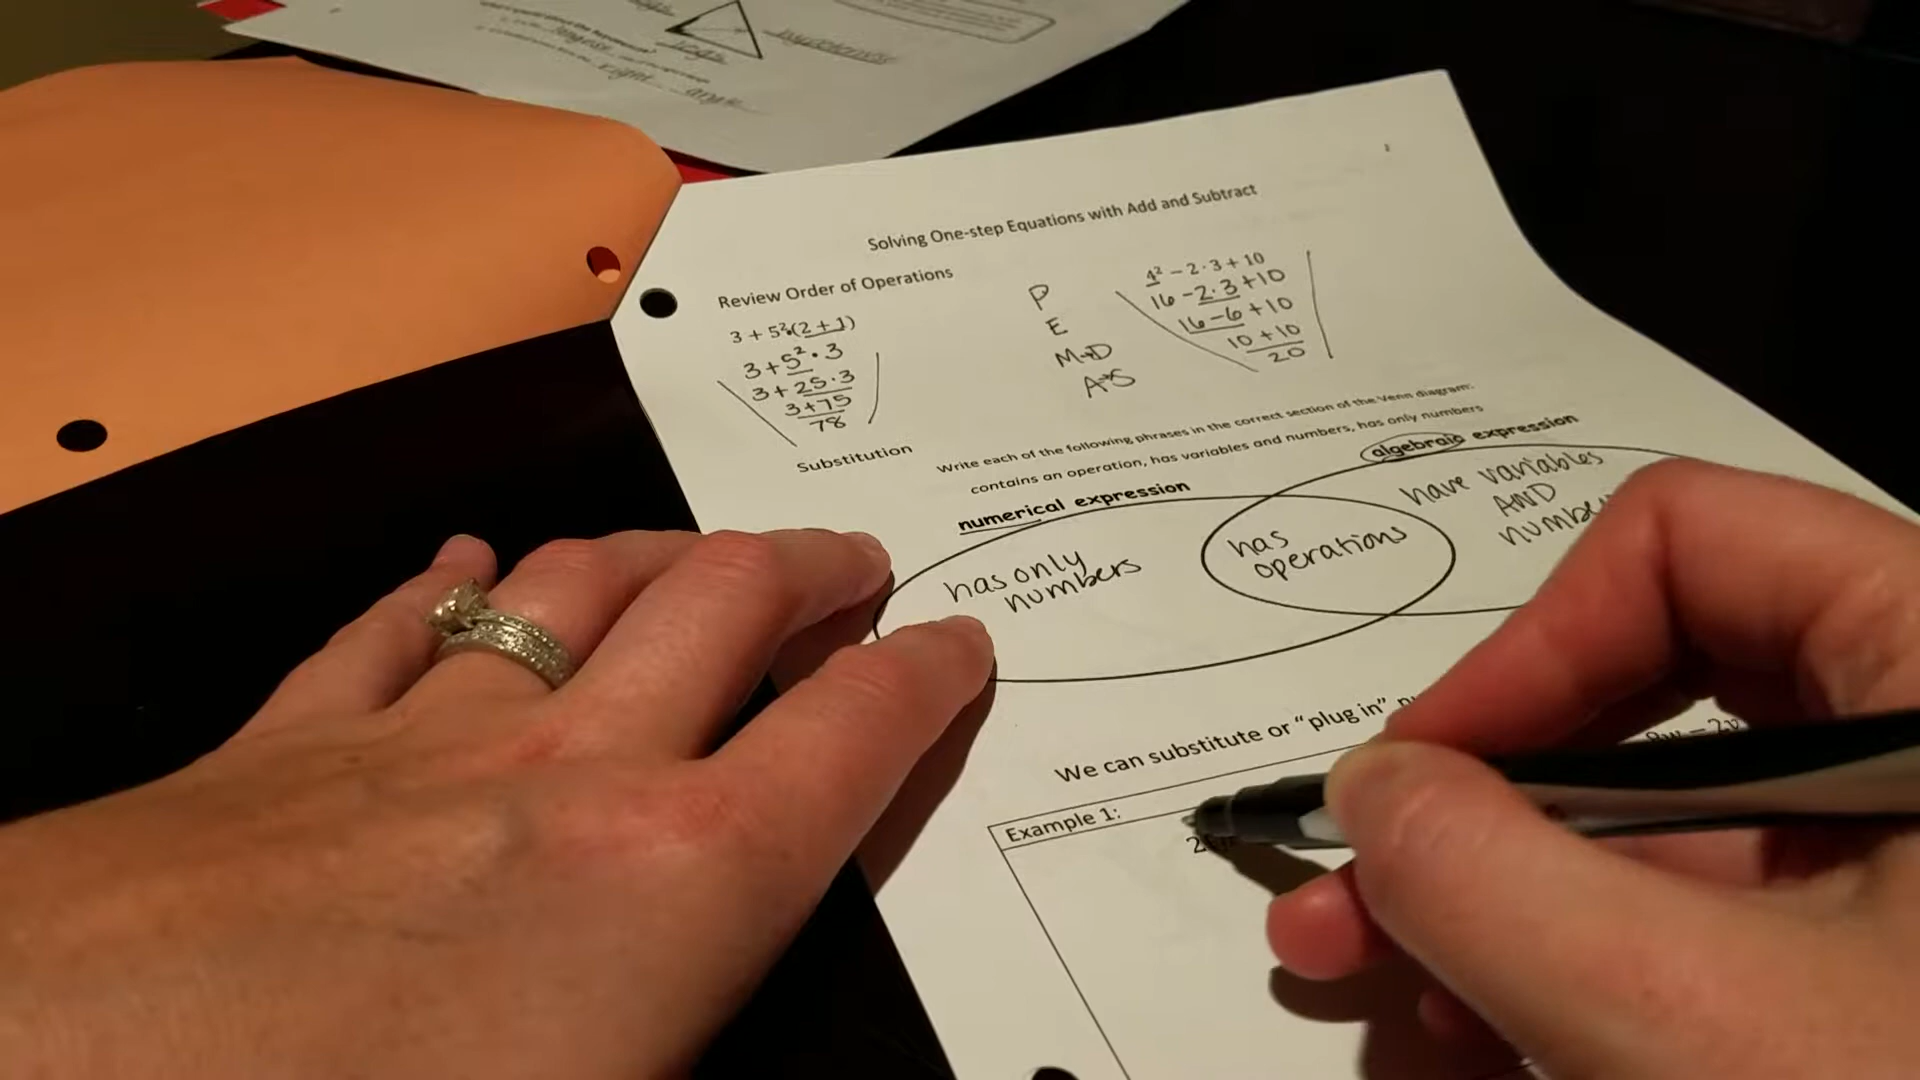 longest
right
Solving One-step Equations with Add and Subtract
Review Order of Operations
3 + 5²·(2 + 1)
3+5²·3
3+25·3
3+75
78
P
E
M→D
A→S
4² − 2·3 + 10
16 − 2·3 +10
16−6 +10
10 +10
20
Substitution
Write each of the following phrases in the correct section of the Venn diagram:
contains an operation, has variables and numbers, has only numbers
numerical expression
algebraic expression
has only
numbers
has
operations
have variables
AND
We can substitute or “plug in”
8w − 2v
Example 1: